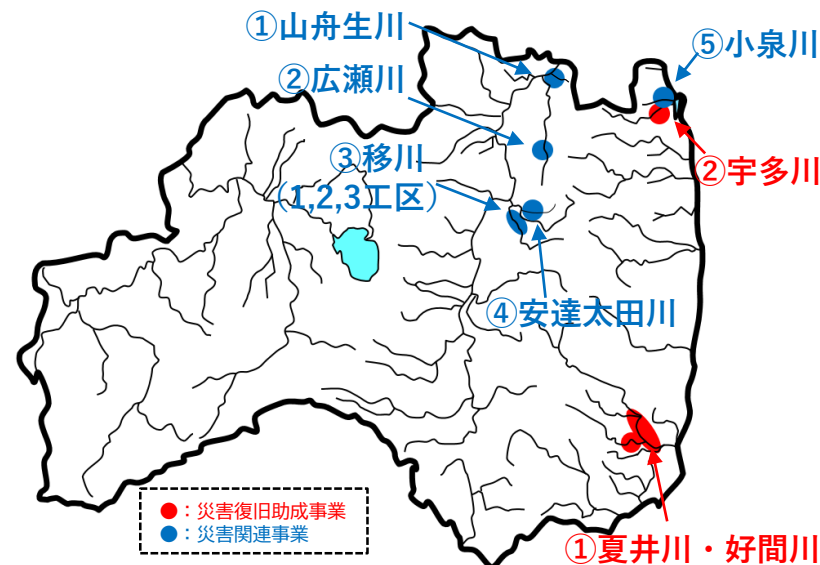 ①山舟生川
⑤小泉川
②広瀬川
③移川
（1,2,3工区）
②宇多川
④安達太田川
●：災害復旧助成事業
●：災害関連事業
①夏井川・好間川